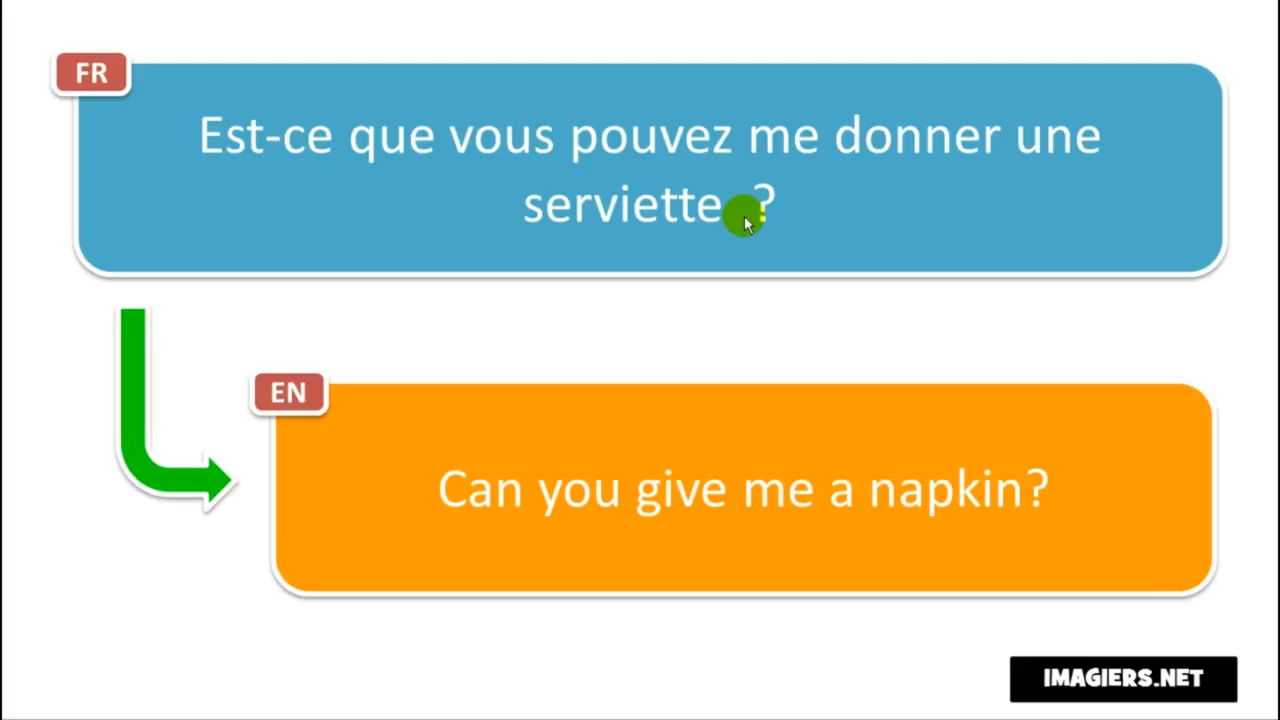 FR
Est-ce que vous pouvez me donner une
serviette ?
EN
Can you give me a napkin?
IMAGIERS.NET